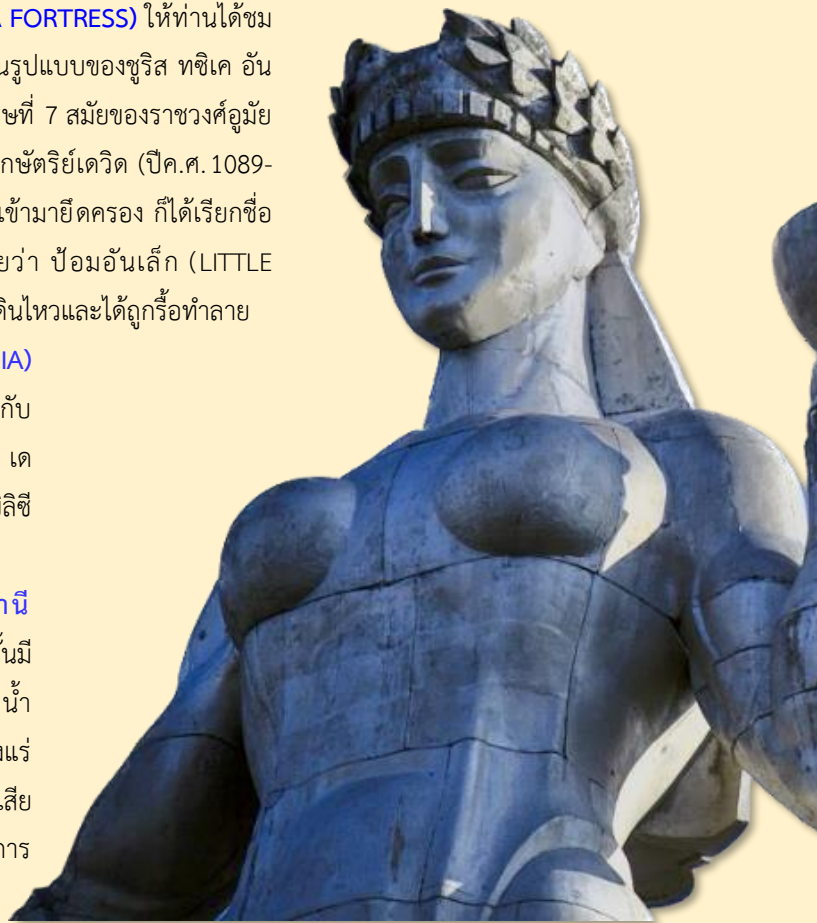 A FORTRESS) ให้ท่านได้ชม
นรูปแบบของชูริส ทซิเค อัน
ษที่ 7 สมัยของราชวงศ์อูมัย
กษัตริย์เดวิด (ปีค.ศ. 1089-
เข้ามายึดครอง ก็ได้เรียกชื่อ
ยว่า ป้อมอันเล็ก (LITTLE
ดินไหวและได้ถูกรื้อทำลาย
IA)
กับ
เด
ลิซี
านี
ั้นมี
น้ำ
แร่
เสีย
การ